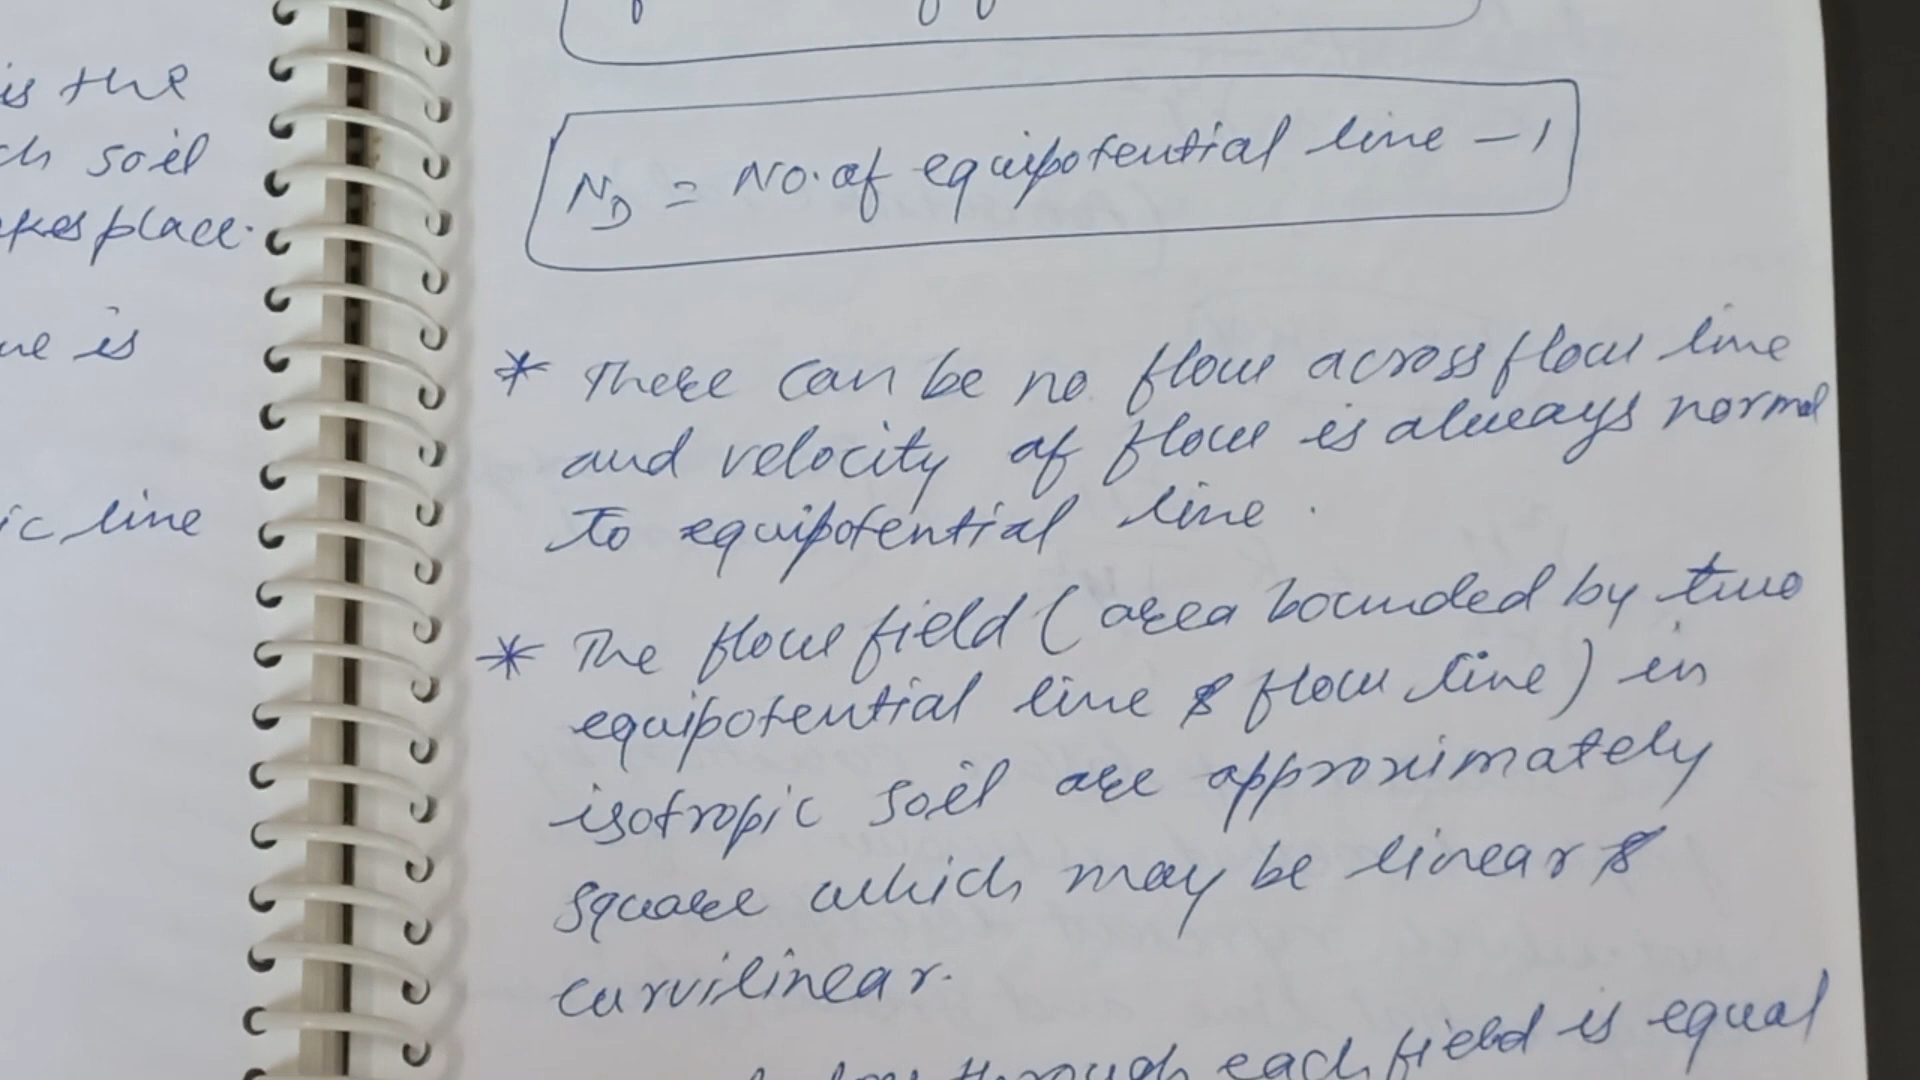 is the
soil
place.
is
line
N_D = No. of equipotential line - 1
* There can be no flow across flow line
and velocity of flow is always normal
to equipotential line.
* The flow field (area bounded by two
equipotential line & flow line) in
isotropic soil are approximately
square which may be linear &
curvilinear.
through each field is equal